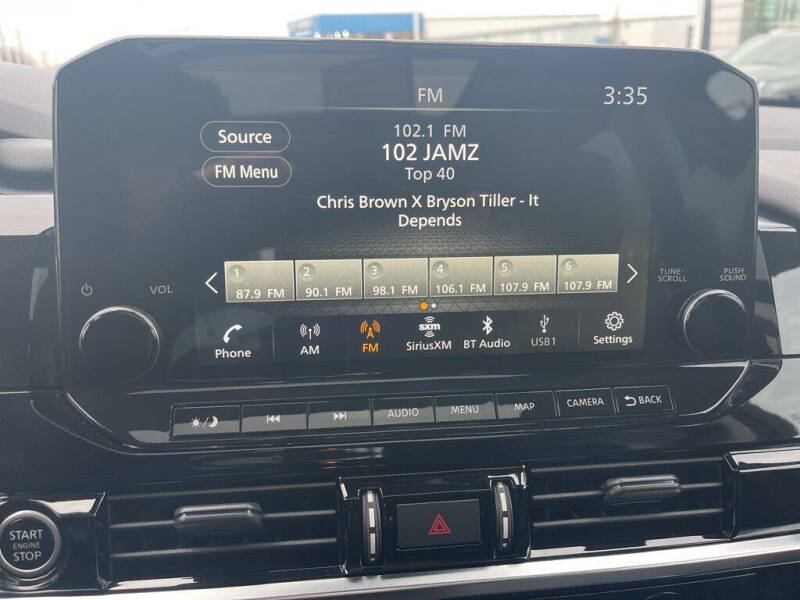 FM
3:35
Source
102.1 FM
102 JAMZ
FM Menu
Top 40
Chris Brown X Bryson Tiller - It
Depends
TUNE·
SCROLL
PUSH
SOUND
VOL
1
87.9 FM
2
90.1 FM
3
98.1 FM
4
106.1 FM
5
107.9 FM
6
107.9 FM
Phone
AM
FM
sxm
SiriusXM
BT Audio
USB1
Settings
AUDIO
MENU
MAP
CAMERA
BACK
START
ENGINE
STOP